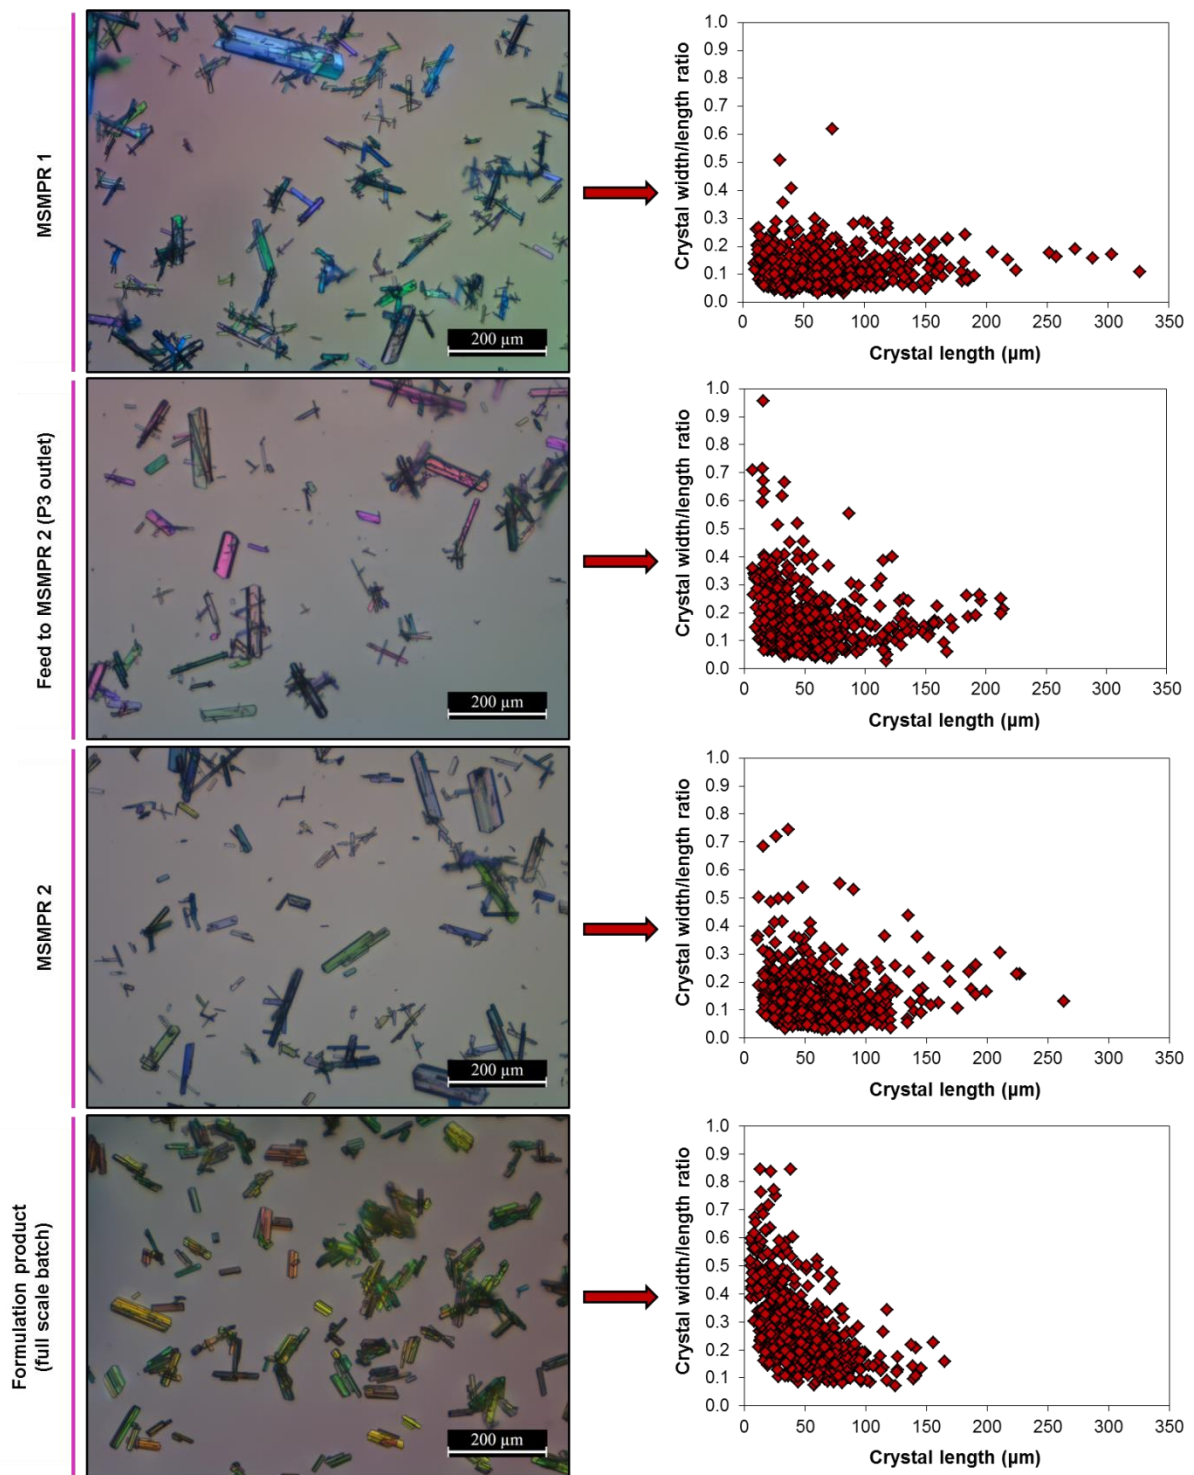 MSMPR 1
200 µm
Crystal width/length ratio
1.0
0.9
0.8
0.7
0.6
0.5
0.4
0.3
0.2
0.1
0.0
0 50 100 150 200 250 300 350
Crystal length (µm)
Feed to MSMPR 2 (P3 outlet)
200 µm
Crystal width/length ratio
1.0
0.9
0.8
0.7
0.6
0.5
0.4
0.3
0.2
0.1
0.0
0 50 100 150 200 250 300 350
Crystal length (µm)
MSMPR 2
200 µm
Crystal width/length ratio
1.0
0.9
0.8
0.7
0.6
0.5
0.4
0.3
0.2
0.1
0.0
0 50 100 150 200 250 300 350
Crystal length (µm)
Formulation product
(full scale batch)
200 µm
Crystal width/length ratio
1.0
0.9
0.8
0.7
0.6
0.5
0.4
0.3
0.2
0.1
0.0
0 50 100 150 200 250 300 350
Crystal length (µm)